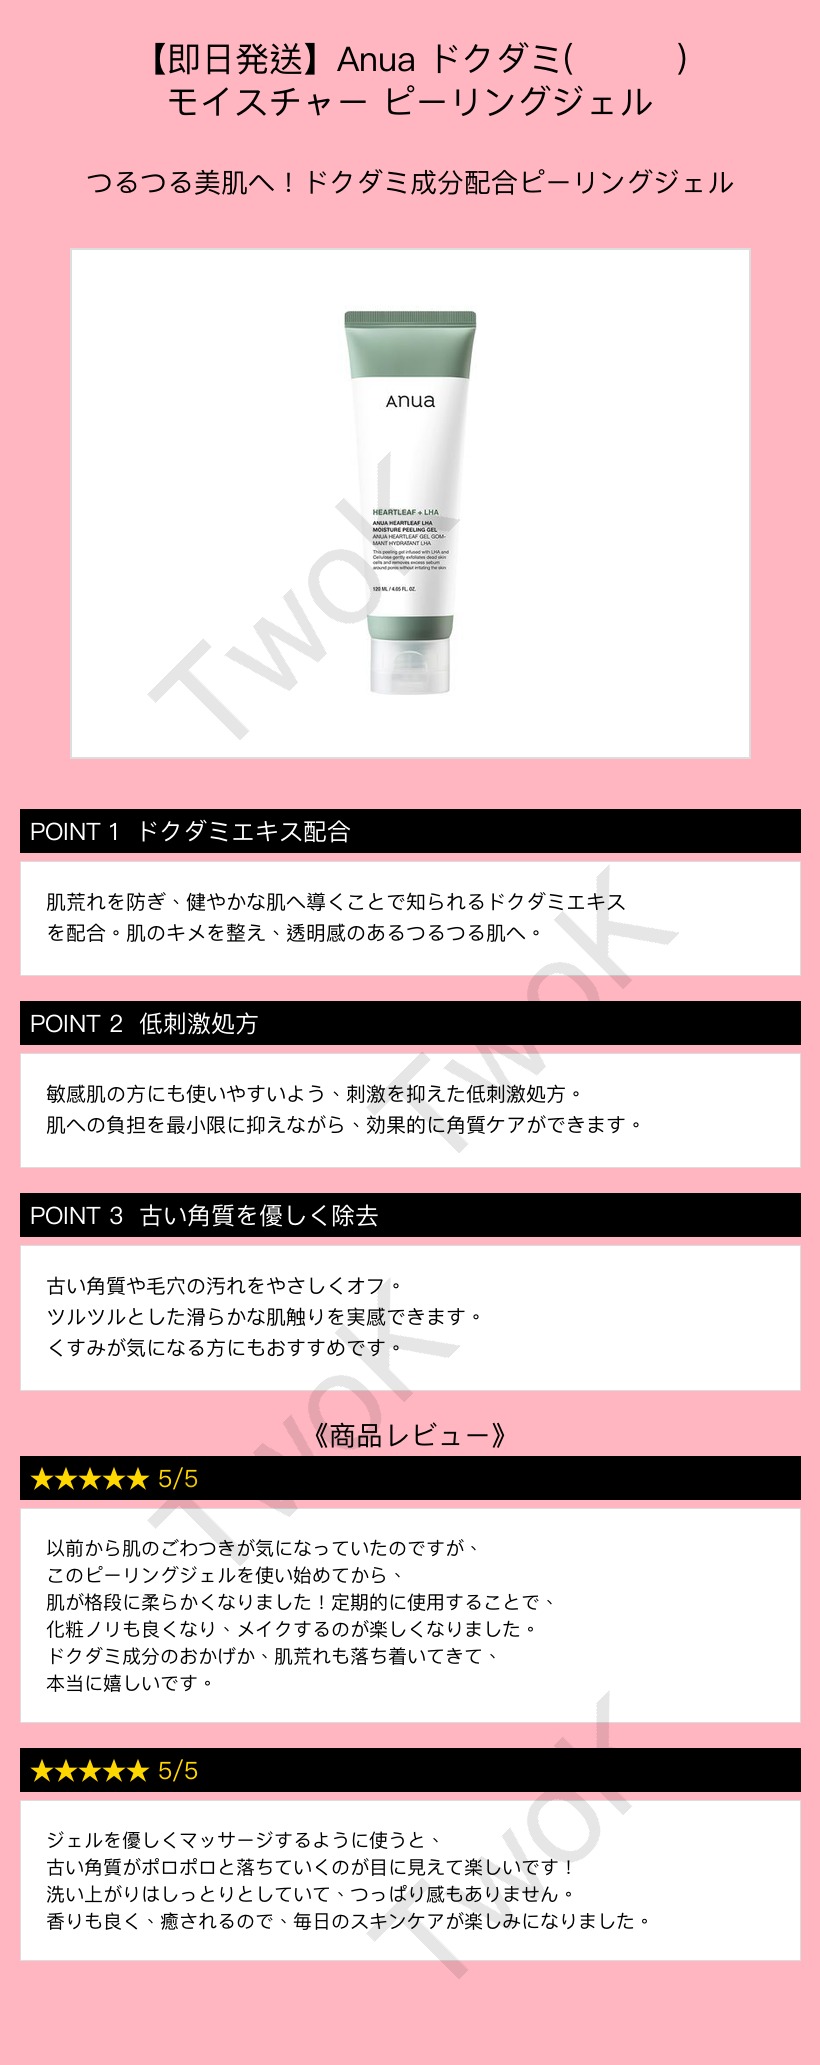 【即日発送】Anua ドクダミ(　　　)
モイスチャー ピーリングジェル
つるつる美肌へ！ドクダミ成分配合ピーリングジェル
Anua
HEARTLEAF + LHA
ANUA HEARTLEAF LHA
MOISTURE PEELING GEL
ANUA HEARTLEAF GEL GOM-
MANT HYDRATANT LHA
This peeling gel infused with LHA and
Cellulose gently exfoliates dead skin
cells and removes excess sebum
around pores without irritating the skin
120 ML / 4.05 FL. OZ.
TwoK
POINT 1 ドクダミエキス配合
肌荒れを防ぎ、健やかな肌へ導くことで知られるドクダミエキス
を配合。肌のキメを整え、透明感のあるつるつる肌へ。
TwoK
POINT 2 低刺激処方
敏感肌の方にも使いやすいよう、刺激を抑えた低刺激処方。
肌への負担を最小限に抑えながら、効果的に角質ケアができます。
POINT 3 古い角質を優しく除去
古い角質や毛穴の汚れをやさしくオフ。
ツルツルとした滑らかな肌触りを実感できます。
くすみが気になる方にもおすすめです。
TwoK
《商品レビュー》
★★★★★ 5/5
以前から肌のごわつきが気になっていたのですが、
このピーリングジェルを使い始めてから、
肌が格段に柔らかくなりました！定期的に使用することで、
化粧ノリも良くなり、メイクするのが楽しくなりました。
ドクダミ成分のおかげか、肌荒れも落ち着いてきて、
本当に嬉しいです。
★★★★★ 5/5
ジェルを優しくマッサージするように使うと、
古い角質がポロポロと落ちていくのが目に見えて楽しいです！
洗い上がりはしっとりとしていて、つっぱり感もありません。
香りも良く、癒されるので、毎日のスキンケアが楽しみになりました。
TwoK